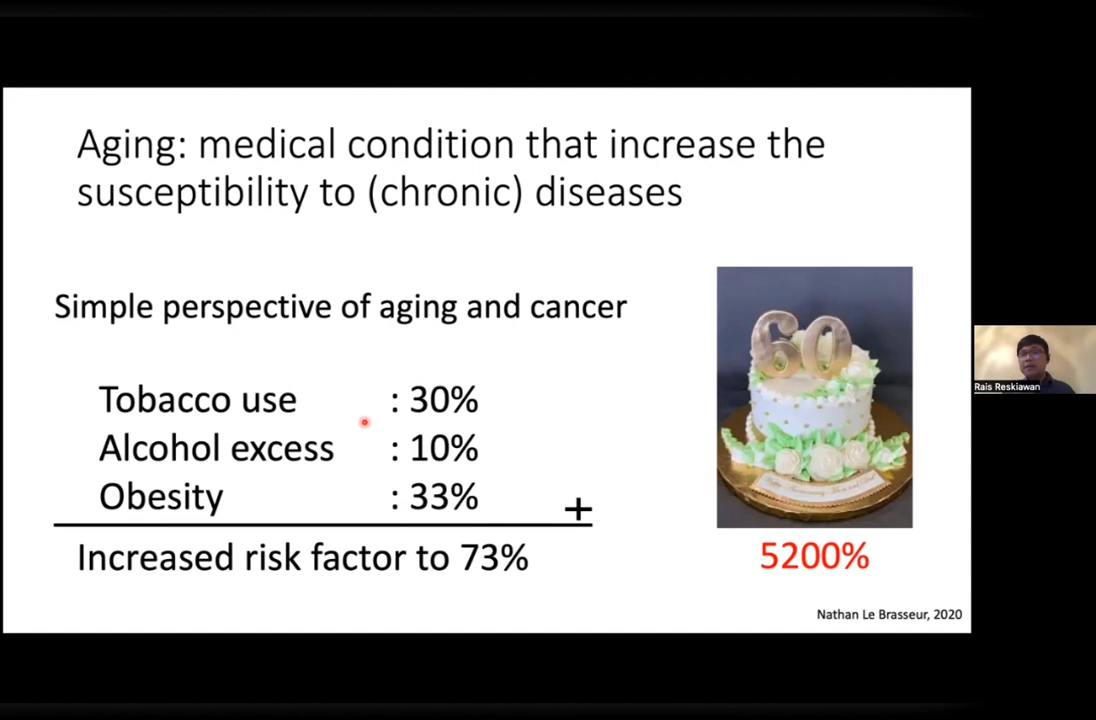 Aging: medical condition that increase the
susceptibility to (chronic) diseases
Simple perspective of aging and cancer
Tobacco use : 30%
Alcohol excess : 10%
Obesity : 33%
+
Increased risk factor to 73%
60
5200%
Nathan Le Brasseur, 2020
Rais Reskiawan